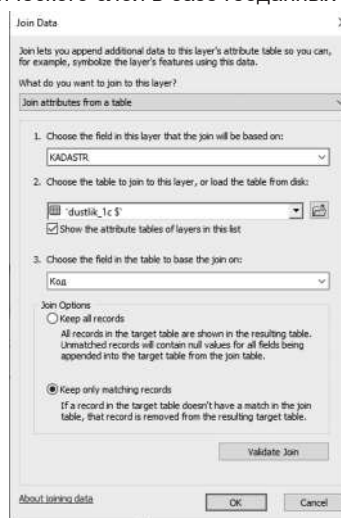 Join Data
Join lets you append additional data to this layer's attribute table so you can,
for example, symbolize the layer's features using this data.
What do you want to join to this layer?
Join attributes from a table
1. Choose the field in this layer that the join will be based on:
KADASTR
2. Choose the table to join to this layer, or load the table from disk:
'dustlik_1c $'
Show the attribute tables of layers in this list
3. Choose the field in the table to base the join on:
Код
Join Options
Keep all records
All records in the target table are shown in the resulting table.
Unmatched records will contain null values for all fields being
appended into the target table from the join table.
Keep only matching records
If a record in the target table doesn't have a match in the join
table, that record is removed from the resulting target table.
Validate Join
About joining data
OK
Cancel